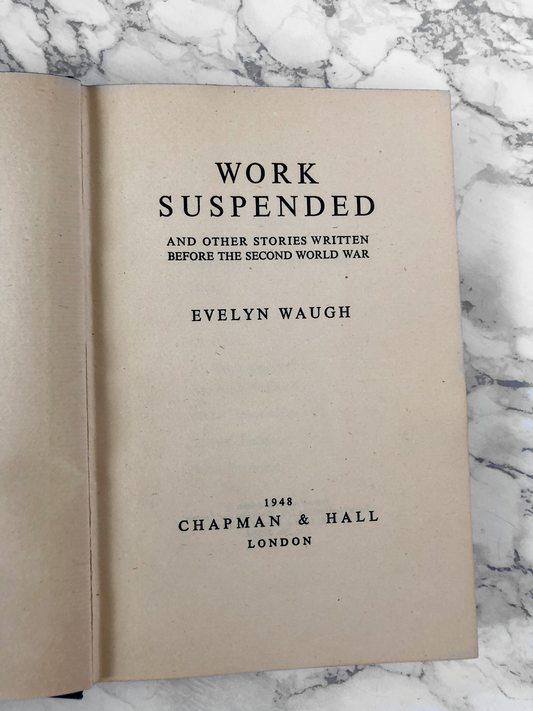 WORK
SUSPENDED
AND OTHER STORIES WRITTEN
BEFORE THE SECOND WORLD WAR
EVELYN WAUGH
1948
CHAPMAN & HALL
LONDON